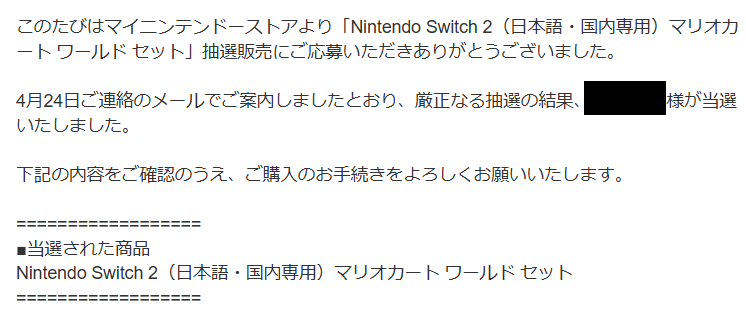 このたびはマイニンテンドーストアより「Nintendo Switch 2（日本語・国内専用）マリオカ
ート ワールド セット」抽選販売にご応募いただきありがとうございました。
4月24日ご連絡のメールでご案内しましたとおり、厳正なる抽選の結果、様が当選
いたしました。
下記の内容をご確認のうえ、ご購入のお手続きをよろしくお願いいたします。
==================
■当選された商品
Nintendo Switch 2（日本語・国内専用）マリオカート ワールド セット
==================